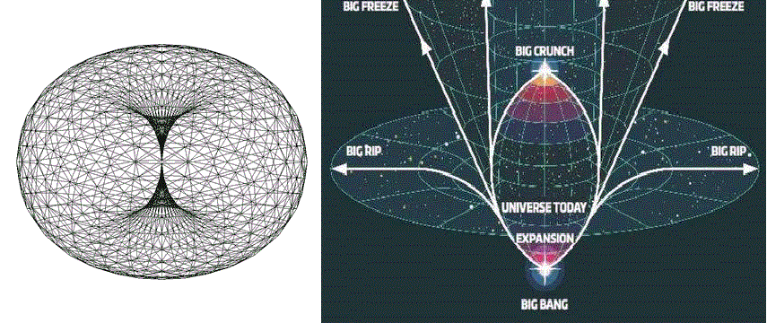 BIG FREEZE
BIG FREEZE
BIG CRUNCH
BIG RIP
BIG RIP
UNIVERSE TODAY
EXPANSION
BIG BANG